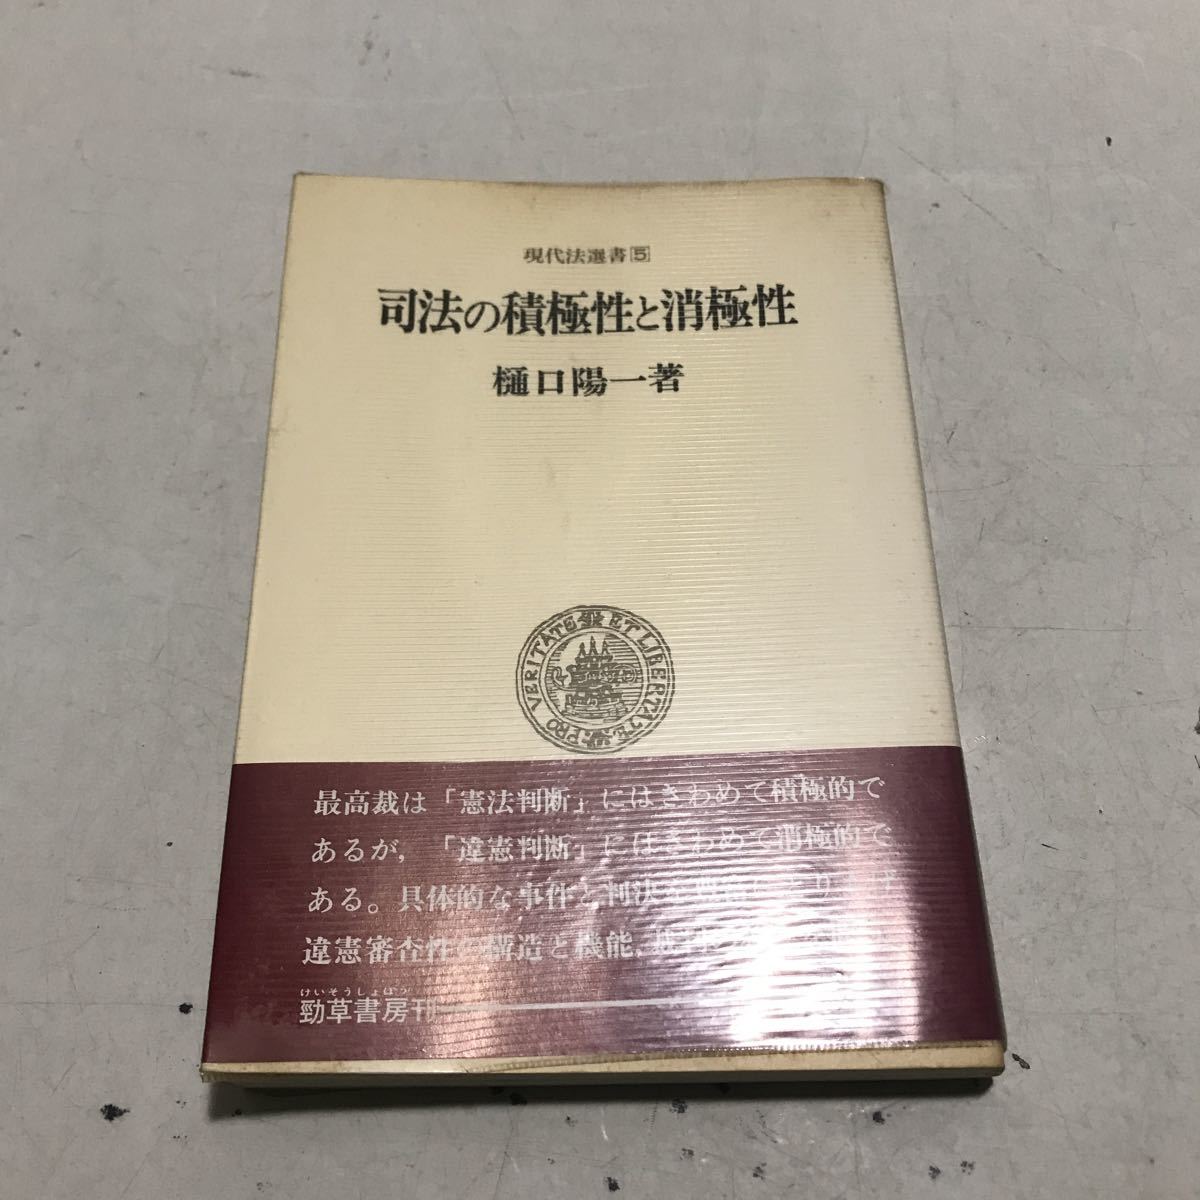 現代法選書5
司法の積極性と消極性
樋口陽一著
PRO VERITATE ET LIBERTATE
最高裁は「憲法判断」にはきわめて積極的で
あるが，「違憲判断」にはきわめて消極的で
ある。具体的な事件と判決を
違憲審査性の構造と機能，
けいそうしょぼう
勁草書房刊